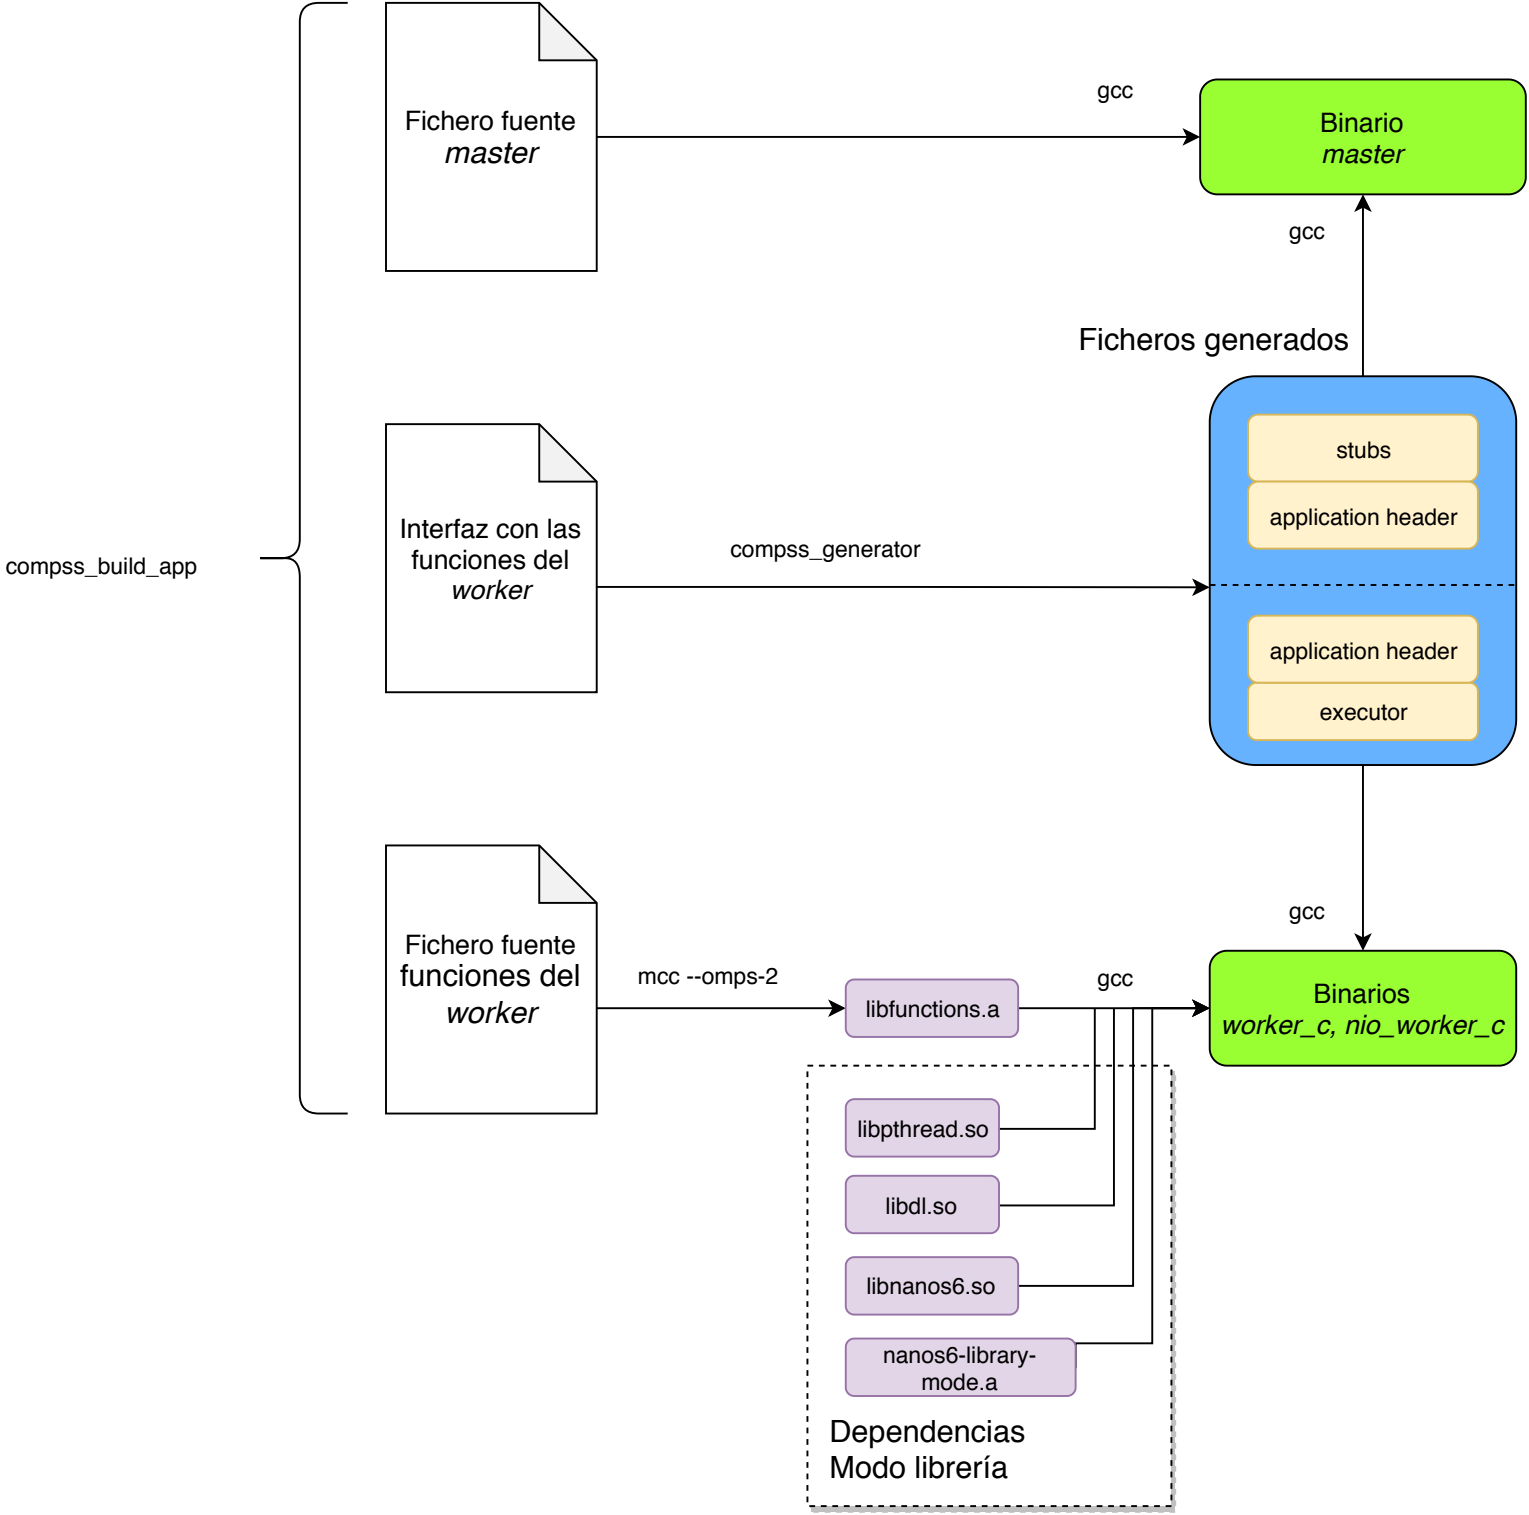 Fichero fuente
master
gcc
Binario
master
gcc
Ficheros generados
stubs
application header
compss_build_app
Interfaz con las
funciones del
worker
compss_generator
application header
executor
gcc
Fichero fuente
funciones del
worker
mcc --omps-2
libfunctions.a
gcc
Binarios
worker_c, nio_worker_c
libpthread.so
libdl.so
libnanos6.so
nanos6-library-
mode.a
Dependencias
Modo librería